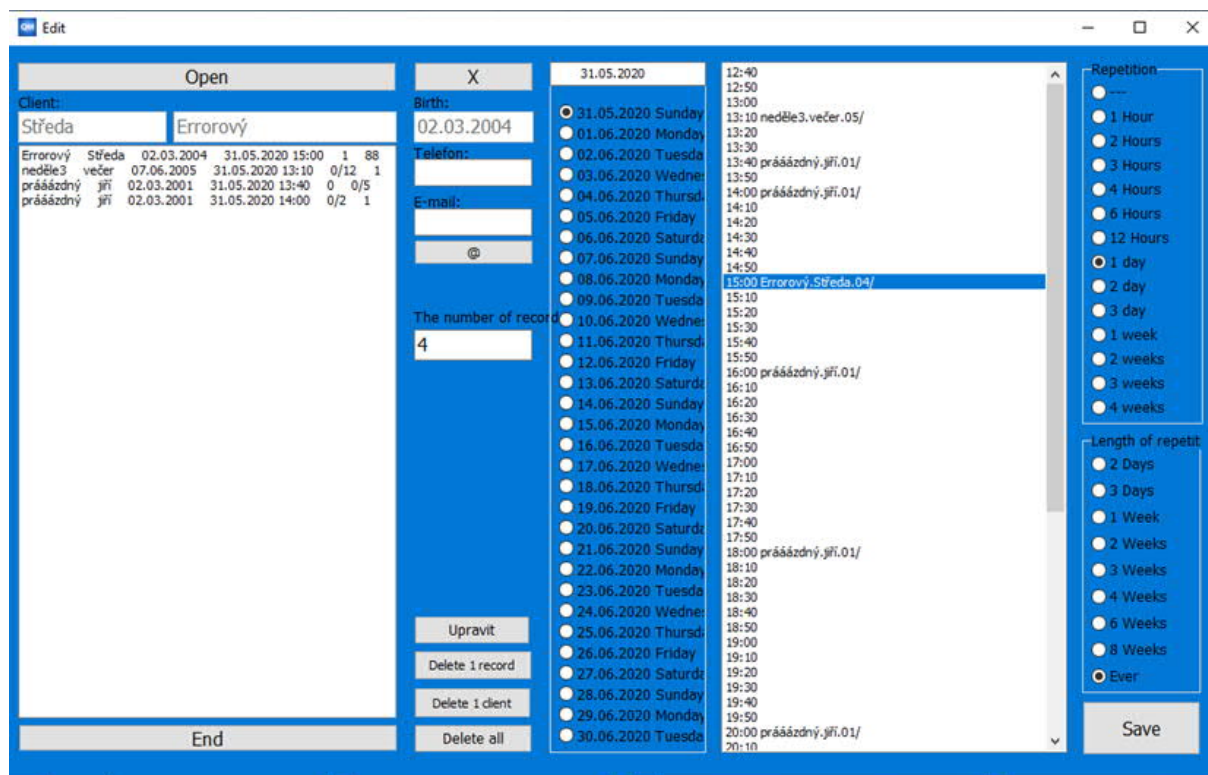 Edit
Open
Client:
Středa
Errorový
Errorový Středa 02.03.2004 31.05.2020 15:00 1 88
neděle3 večer 07.06.2005 31.05.2020 13:10 0/12 1
prááázdný jiří 02.03.2001 31.05.2020 13:40 0 0/5
prááázdný jiří 02.03.2001 31.05.2020 14:00 0/2 1
End
X
Birth:
02.03.2004
Telefon:
E-mail:
@
The number of record
4
Upravit
Delete 1 record
Delete 1 client
Delete all
31.05.2020
31.05.2020 Sunday
01.06.2020 Monday
02.06.2020 Tuesda
03.06.2020 Wednes
04.06.2020 Thursd
05.06.2020 Friday
06.06.2020 Saturda
07.06.2020 Sunday
08.06.2020 Monday
09.06.2020 Tuesda
10.06.2020 Wednes
11.06.2020 Thursd
12.06.2020 Friday
13.06.2020 Saturda
14.06.2020 Sunday
15.06.2020 Monday
16.06.2020 Tuesda
17.06.2020 Wednes
18.06.2020 Thursd
19.06.2020 Friday
20.06.2020 Saturda
21.06.2020 Sunday
22.06.2020 Monday
23.06.2020 Tuesda
24.06.2020 Wednes
25.06.2020 Thursd
26.06.2020 Friday
27.06.2020 Saturda
28.06.2020 Sunday
29.06.2020 Monday
30.06.2020 Tuesda
12:40
12:50
13:00
13:10 neděle3.večer.05/
13:20
13:30
13:40 prááázdný.jiří.01/
13:50
14:00 prááázdný.jiří.01/
14:10
14:20
14:30
14:40
14:50
15:00 Errorový.Středa.04/
15:10
15:20
15:30
15:40
15:50
16:00 prááázdný.jiří.01/
16:10
16:20
16:30
16:40
16:50
17:00
17:10
17:20
17:30
17:40
17:50
18:00 prááázdný.jiří.01/
18:10
18:20
18:30
18:40
18:50
19:00
19:10
19:20
19:30
19:40
19:50
20:00 prááázdný.jiří.01/
20:10
Repetition
---
1 Hour
2 Hours
3 Hours
4 Hours
6 Hours
12 Hours
1 day
2 day
3 day
1 week
2 weeks
3 weeks
4 weeks
Length of repetit
2 Days
3 Days
1 Week
2 Weeks
3 Weeks
4 Weeks
6 Weeks
8 Weeks
Ever
Save